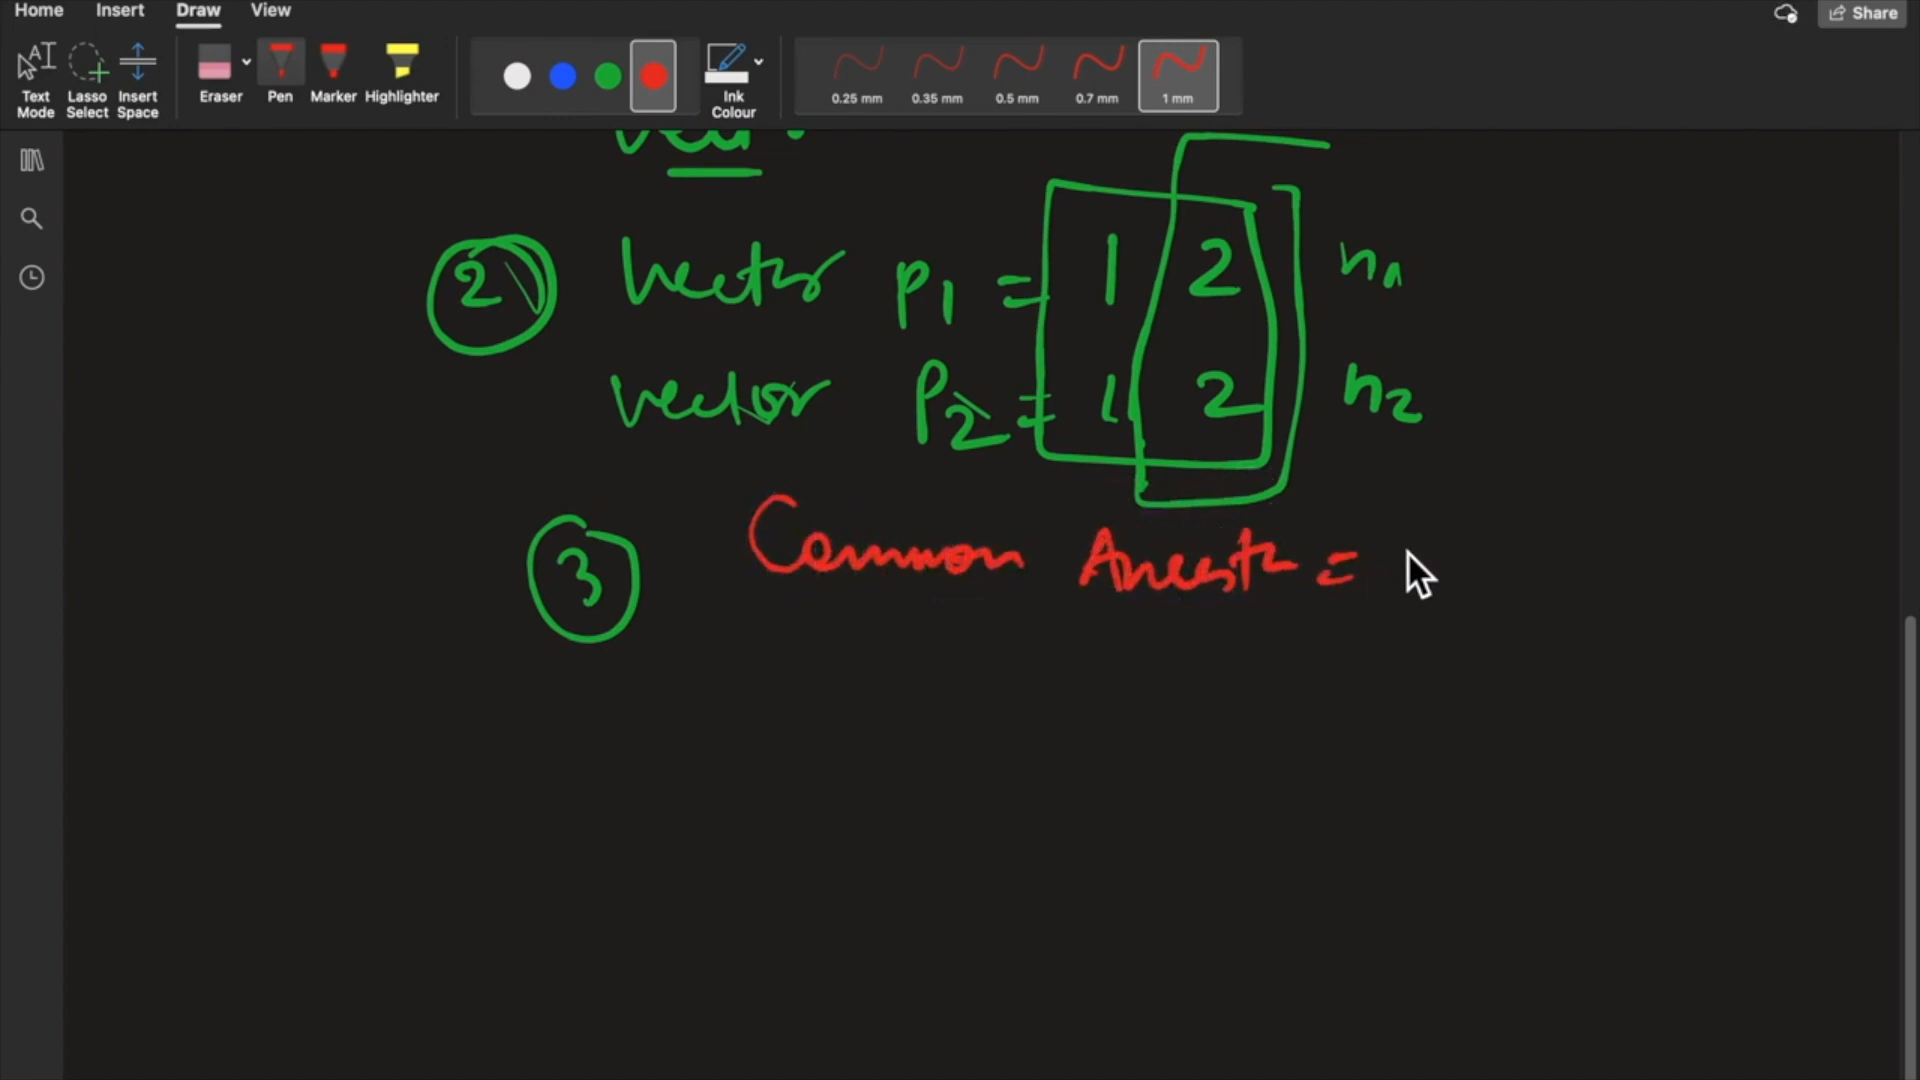 Home Insert Draw View Share
Text Mode Lasso Select Insert Space Eraser Pen Marker Highlighter Ink Colour 0.25 mm 0.35 mm 0.5 mm 0.7 mm 1 mm
2 Vector P1 = 1 2 n1
vector P2 = 1 2 n2
3 Common Ancestr =